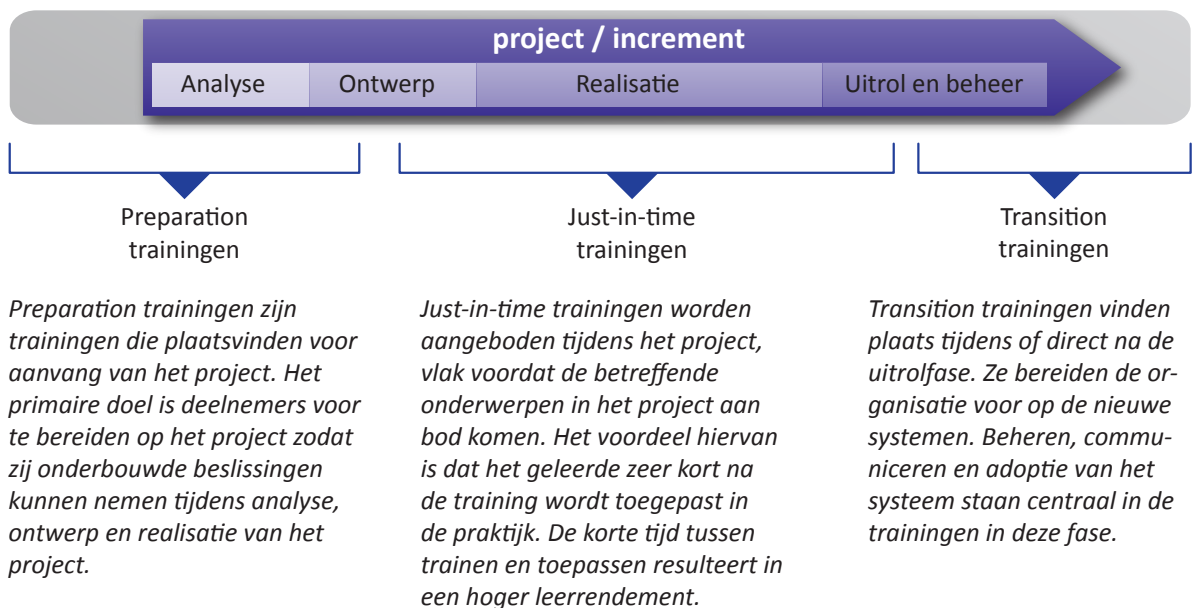 project / increment
Analyse
Ontwerp
Realisatie
Uitrol en beheer
Preparation
trainingen
Just-in-time
trainingen
Transition
trainingen
Preparation trainingen zijn
trainingen die plaatsvinden voor
aanvang van het project. Het
primaire doel is deelnemers voor
te bereiden op het project zodat
zij onderbouwde beslissingen
kunnen nemen tijdens analyse,
ontwerp en realisatie van het
project.
Just-in-time trainingen worden
aangeboden tijdens het project,
vlak voordat de betreffende
onderwerpen in het project aan
bod komen. Het voordeel hiervan
is dat het geleerde zeer kort na
de training wordt toegepast in
de praktijk. De korte tijd tussen
trainen en toepassen resulteert in
een hoger leerrendement.
Transition trainingen vinden
plaats tijdens of direct na de
uitrolfase. Ze bereiden de or-
ganisatie voor op de nieuwe
systemen. Beheren, commu-
niceren en adoptie van het
systeem staan centraal in de
trainingen in deze fase.